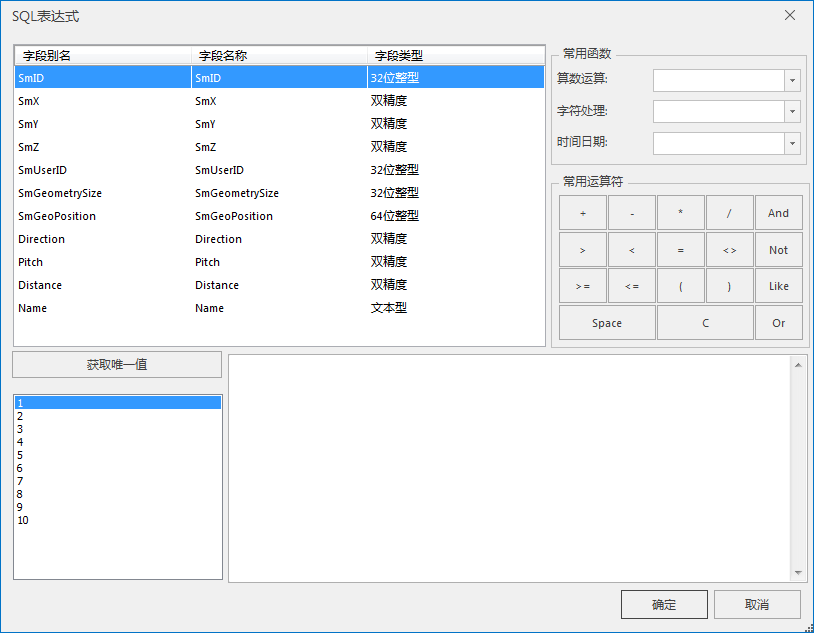 SQL表达式
字段别名 字段名称 字段类型
SmID SmID 32位整型
SmX SmX 双精度
SmY SmY 双精度
SmZ SmZ 双精度
SmUserID SmUserID 32位整型
SmGeometrySize SmGeometrySize 32位整型
SmGeoPosition SmGeoPosition 64位整型
Direction Direction 双精度
Pitch Pitch 双精度
Distance Distance 双精度
Name Name 文本型
常用函数
算数运算:
字符处理:
时间日期:
常用运算符
+ - * / And
> < = <> Not
>= <= ( ) Like
Space C Or
获取唯一值
1
2
3
4
5
6
7
8
9
10
确定 取消